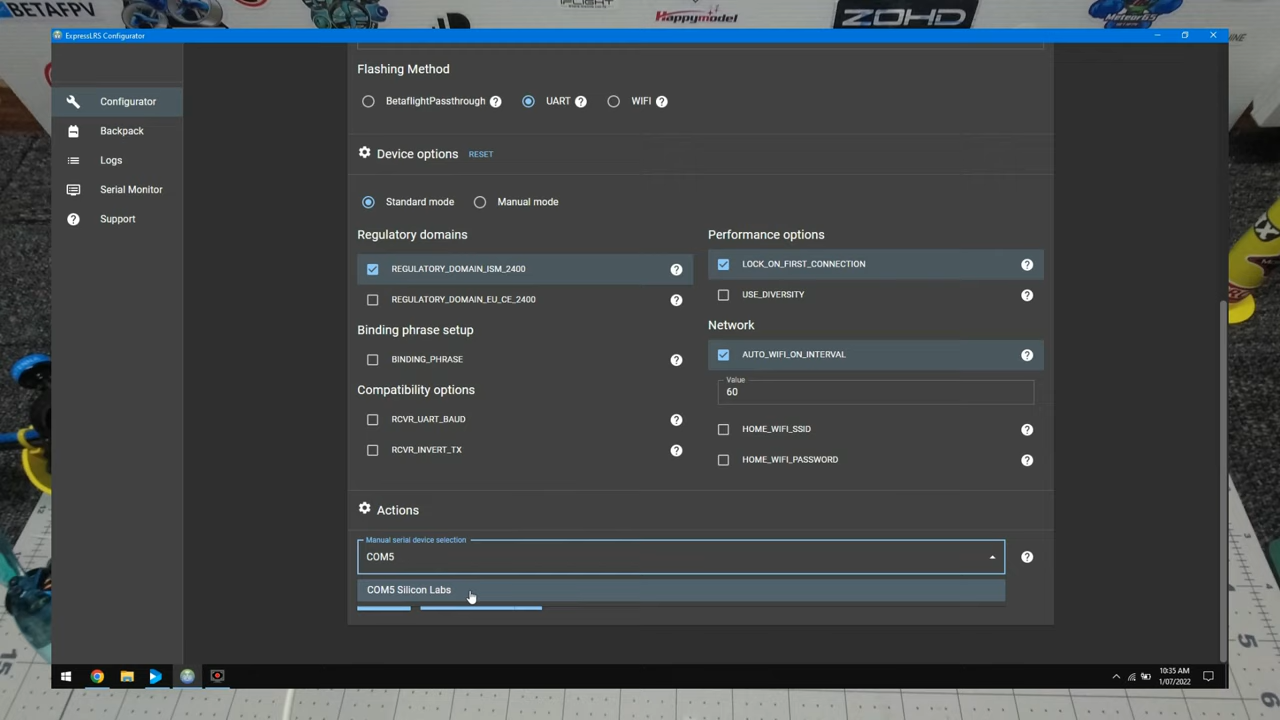 BETAFPV
iFLIGHT
Happymodel
ZOHD
ExpressLRS Configurator
Flashing Method
BetaflightPassthrough
UART
WIFI
Configurator
Backpack
Logs
Serial Monitor
Support
Device options RESET
Standard mode
Manual mode
Regulatory domains
REGULATORY_DOMAIN_ISM_2400
REGULATORY_DOMAIN_EU_CE_2400
Binding phrase setup
BINDING_PHRASE
Compatibility options
RCVR_UART_BAUD
RCVR_INVERT_TX
Performance options
LOCK_ON_FIRST_CONNECTION
USE_DIVERSITY
Network
AUTO_WIFI_ON_INTERVAL
Value
60
HOME_WIFI_SSID
HOME_WIFI_PASSWORD
Actions
Manual serial device selection
COM5
COM5 Silicon Labs
10:35 AM
1/07/2022